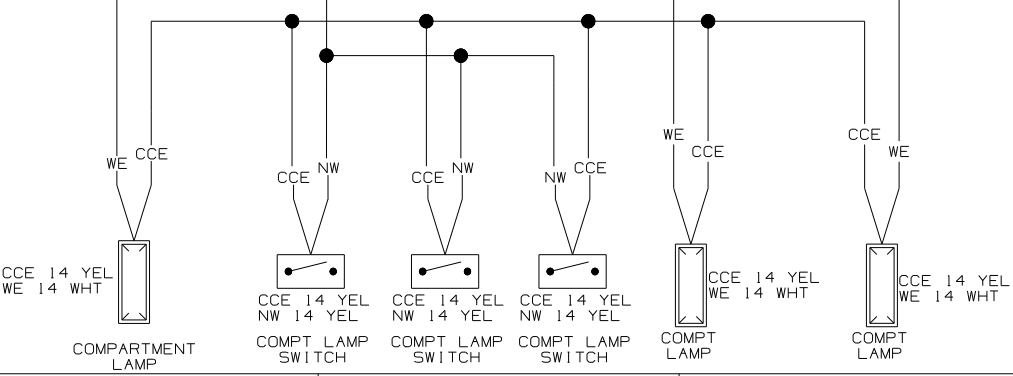 WE
CCE
CCE
NW
CCE
NW
NW
CCE
WE
CCE
CCE
WE
CCE 14 YEL
WE 14 WHT
COMPARTMENT
LAMP
CCE 14 YEL
NW 14 YEL
COMPT LAMP
SWITCH
CCE 14 YEL
NW 14 YEL
COMPT LAMP
SWITCH
CCE 14 YEL
NW 14 YEL
COMPT LAMP
SWITCH
CCE 14 YEL
WE 14 WHT
COMPT
LAMP
CCE 14 YEL
WE 14 WHT
COMPT
LAMP